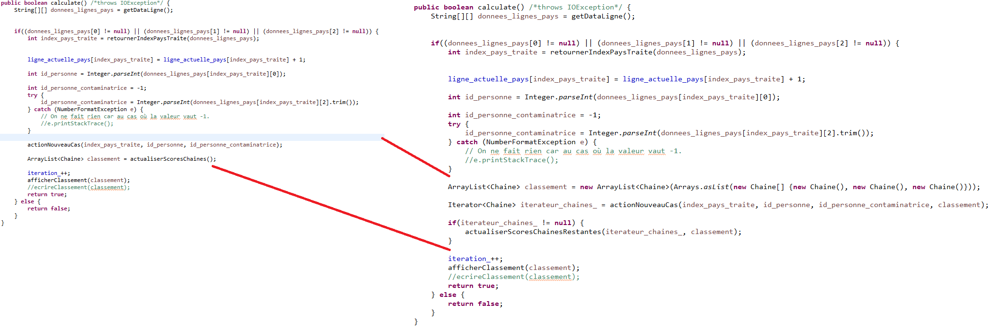 public boolean calculate() /*throws IOException*/ {
String[][] donnees_lignes_pays = getDataLigne();
if((donnees_lignes_pays[0] != null) || (donnees_lignes_pays[1] != null) || (donnees_lignes_pays[2] != null)) {
int index_pays_traite = retournerIndexPaysTraite(donnees_lignes_pays);
ligne_actuelle_pays[index_pays_traite] = ligne_actuelle_pays[index_pays_traite] + 1;
int id_personne = Integer.parseInt(donnees_lignes_pays[index_pays_traite][0]);
int id_personne_contaminatrice = -1;
try {
id_personne_contaminatrice = Integer.parseInt(donnees_lignes_pays[index_pays_traite][2].trim());
} catch (NumberFormatException e) {
// On ne fait rien car au cas où la valeur vaut -1.
//e.printStackTrace();
}
actionNouveauCas(index_pays_traite, id_personne, id_personne_contaminatrice);
ArrayList<Chaine> classement = actualiserScoresChaines();
iteration_++;
afficherClassement(classement);
//ecrireClassement(classement);
return true;
} else {
return false;
}
}
public boolean calculate() /*throws IOException*/ {
String[][] donnees_lignes_pays = getDataLigne();
if((donnees_lignes_pays[0] != null) || (donnees_lignes_pays[1] != null) || (donnees_lignes_pays[2] != null)) {
int index_pays_traite = retournerIndexPaysTraite(donnees_lignes_pays);
ligne_actuelle_pays[index_pays_traite] = ligne_actuelle_pays[index_pays_traite] + 1;
int id_personne = Integer.parseInt(donnees_lignes_pays[index_pays_traite][0]);
int id_personne_contaminatrice = -1;
try {
id_personne_contaminatrice = Integer.parseInt(donnees_lignes_pays[index_pays_traite][2].trim());
} catch (NumberFormatException e) {
// On ne fait rien car au cas où la valeur vaut -1.
//e.printStackTrace();
}
ArrayList<Chaine> classement = new ArrayList<Chaine>(Arrays.asList(new Chaine[] {new Chaine(), new Chaine(), new Chaine()}));
Iterator<Chaine> iterateur_chaines_ = actionNouveauCas(index_pays_traite, id_personne, id_personne_contaminatrice, classement);
if(iterateur_chaines_ != null) {
actualiserScoresChainesRestantes(iterateur_chaines_, classement);
}
iteration_++;
afficherClassement(classement);
//ecrireClassement(classement);
return true;
} else {
return false;
}
}